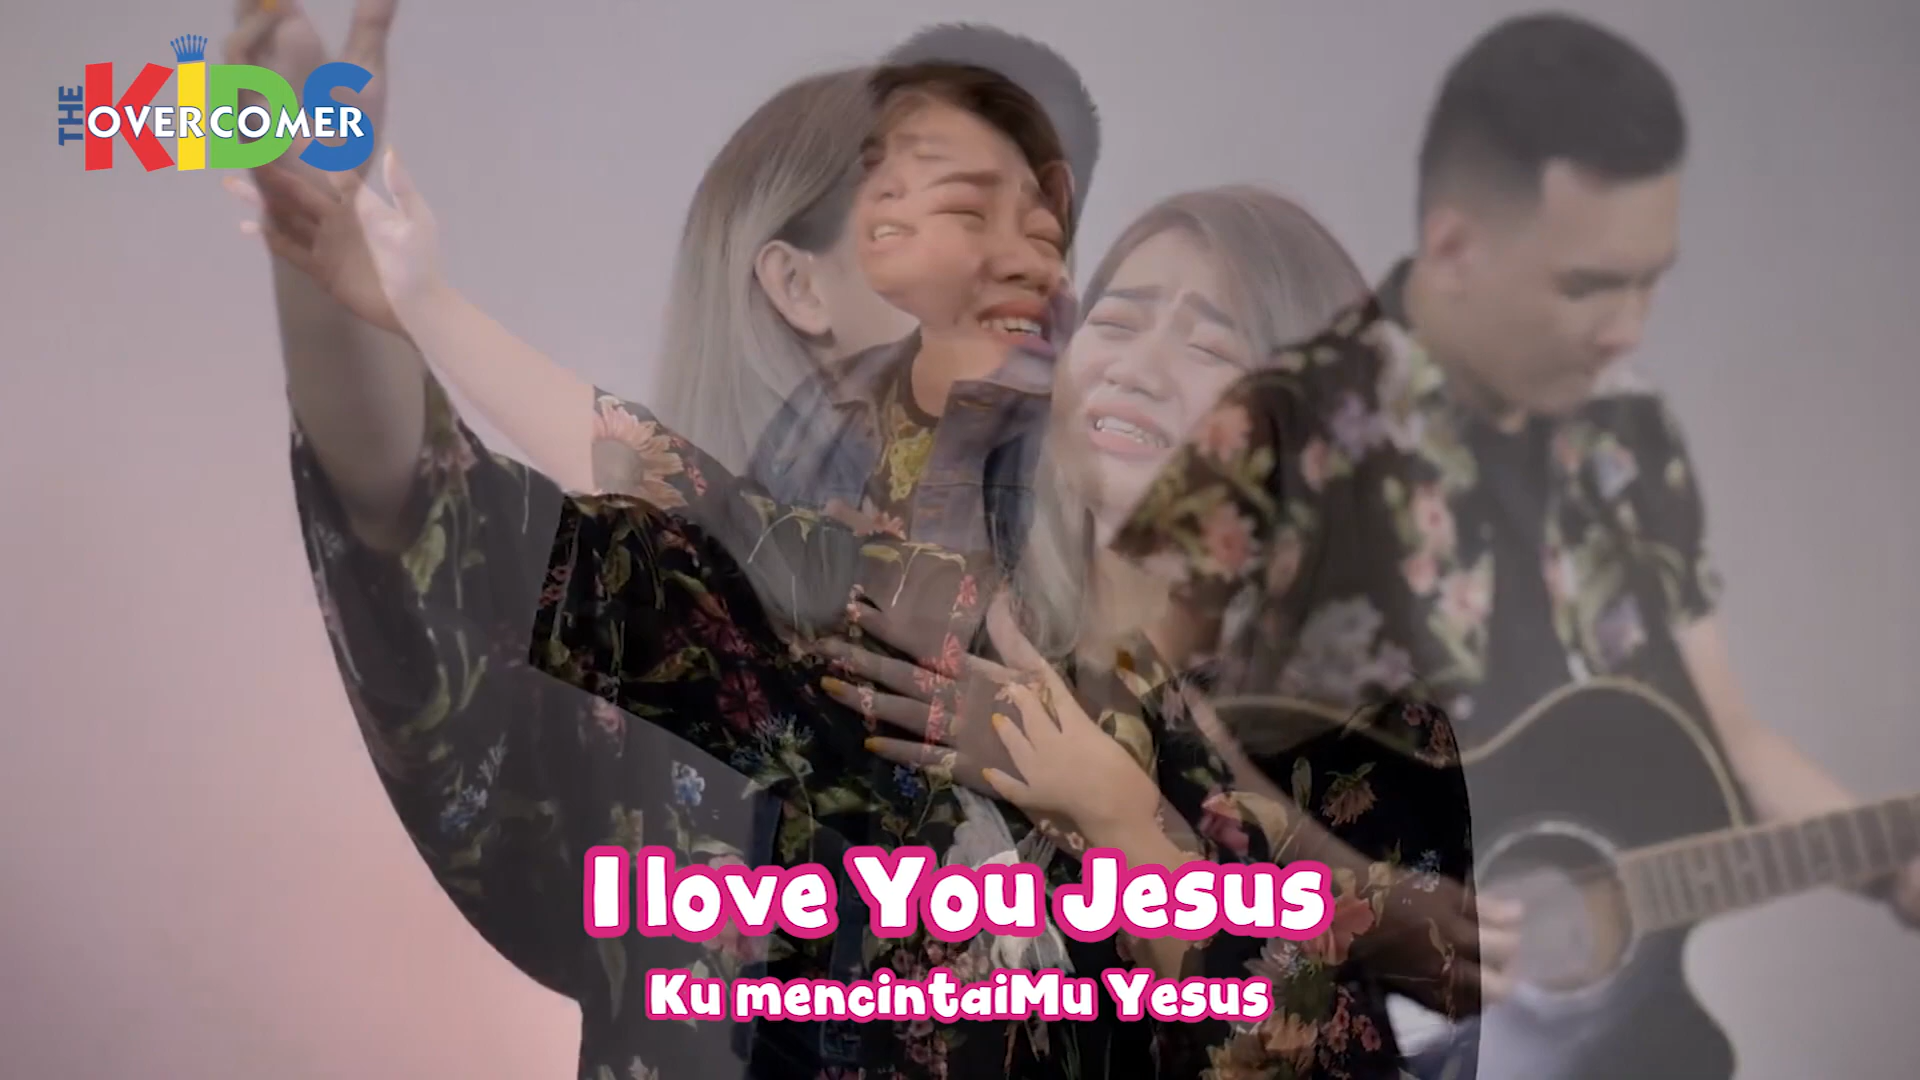 THE
KIDS
OVERCOMER
I love You Jesus
Ku mencintaiMu Yesus